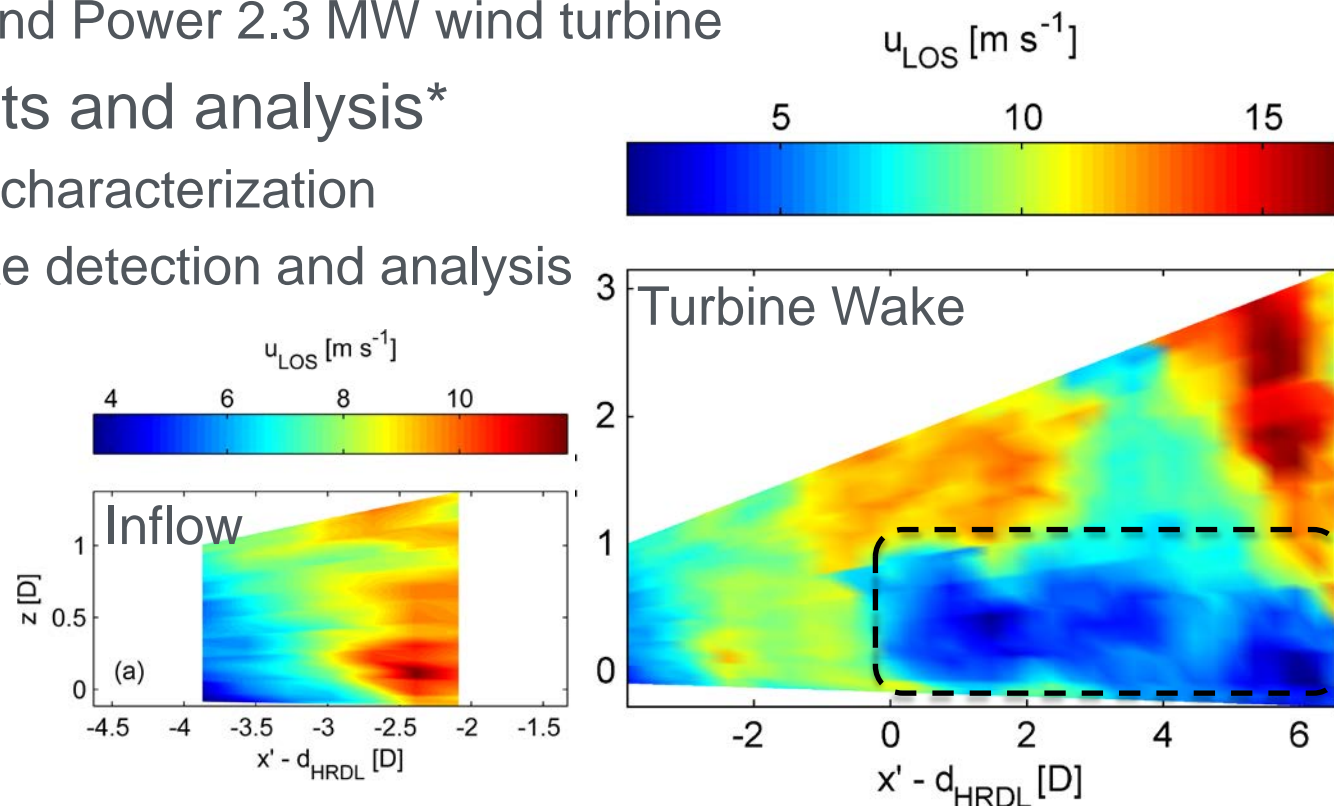 nd Power 2.3 MW wind turbine
ts and analysis*
characterization
e detection and analysis
u_LOS [m s^-1]
5 10 15
Turbine Wake
3
2
1
0
-2 0 2 4 6
x' - d_HRDL [D]
u_LOS [m s^-1]
4 6 8 10
Inflow
z [D]
1
0.5
0
(a)
-4.5 -4 -3.5 -3 -2.5 -2 -1.5
x' - d_HRDL [D]